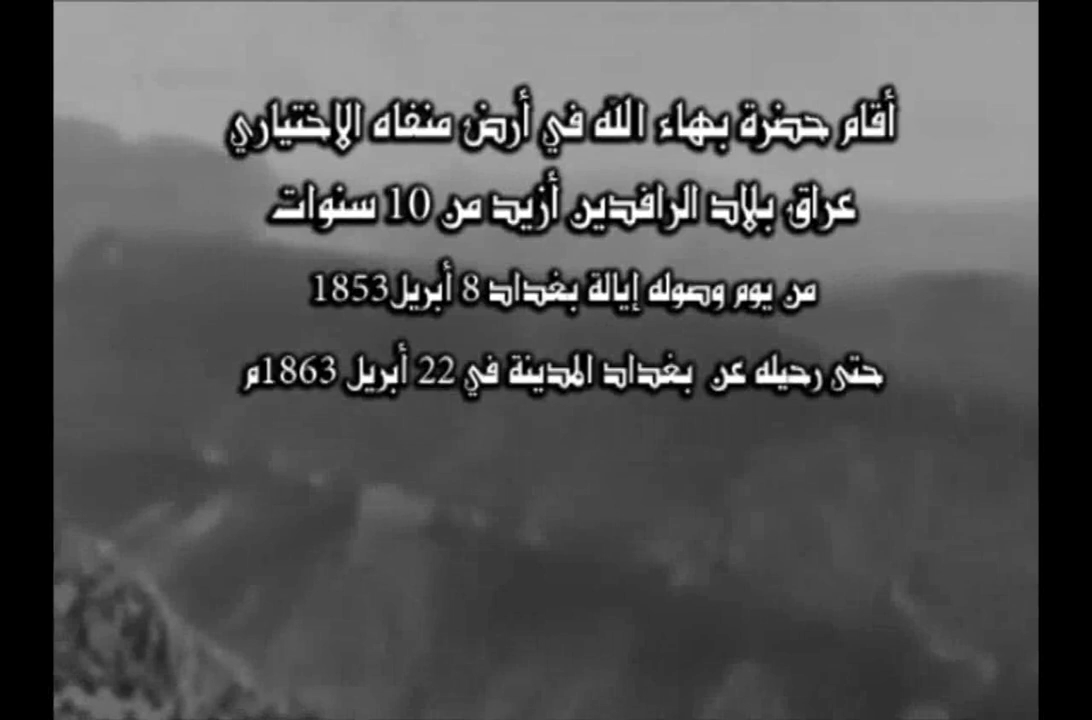 أقام حضرة بهاء الله في أرض منفاه الاختياري
عراق بلاد الرافدين أزيد من 10 سنوات
من يوم وصوله إيالة بغداد 8 أبريل1853
حتى رحيله عن بغداد المدينة في 22 أبريل 1863م